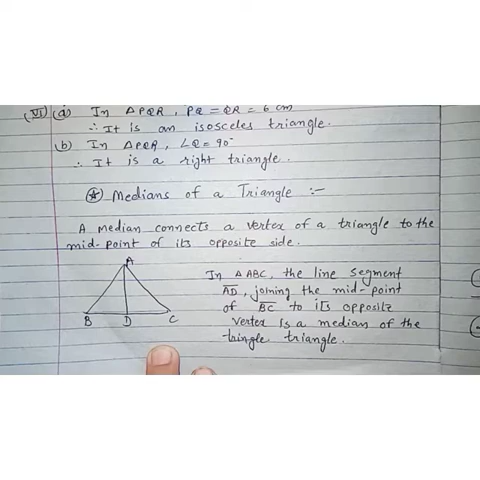 (VI) (a) In △PQR, PQ = QR = 6 cm
∴ It is an isosceles triangle.
b) In △PQR, ∠Q = 90°
∴ It is a right triangle.
☆ Medians of a Triangle :-
A median connects a vertex of a triangle to the
mid-point of its opposite side.
A
B D C
In △ABC, the line segment
AD, joining the mid-point
of BC to its opposite
vertex is a median of the
tringle triangle.